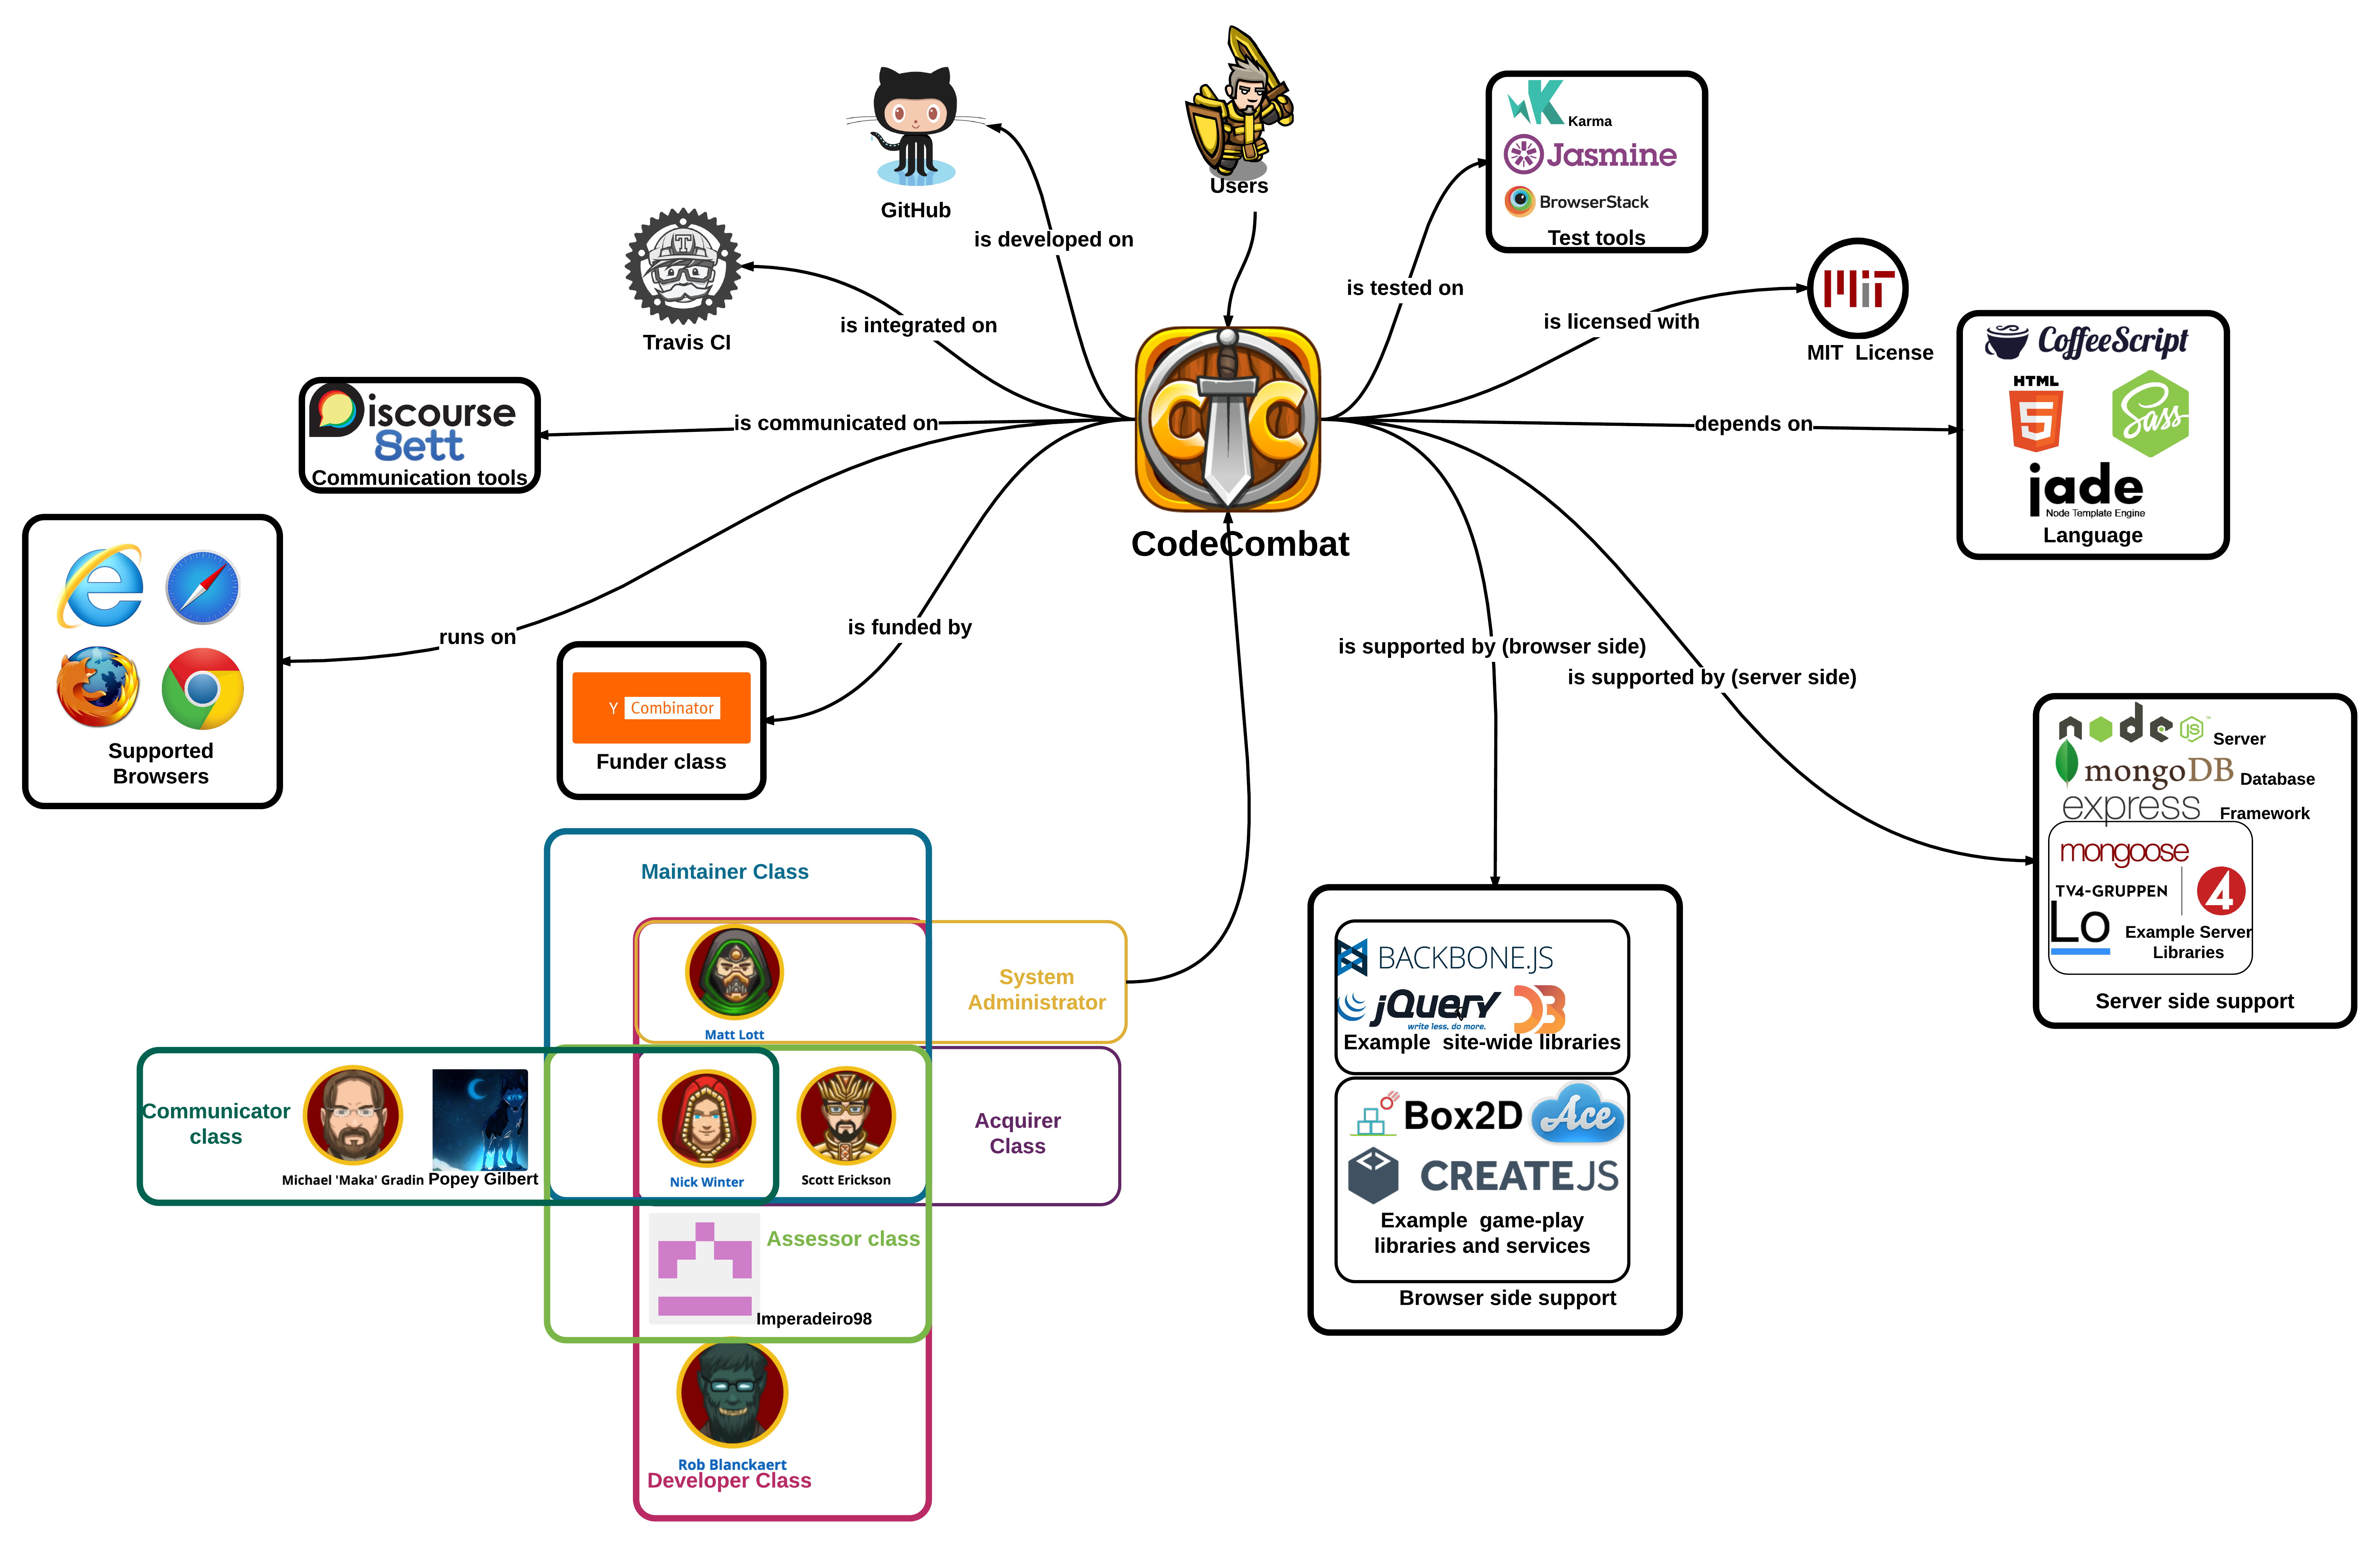 GitHub
Users
Karma
Jasmine
BrowserStack
Test tools
is developed on
Travis CI
is integrated on
is tested on
is licensed with
MIT
MIT  License
CoffeeScript
HTML
5
Sass
jade
Node Template Engine
Language
Discourse
Sett
Communication tools
is communicated on
depends on
CC
CodeCombat
Supported
Browsers
runs on
is funded by
Y Combinator
Funder class
is supported by (browser side)
is supported by (server side)
node JS Server
mongoDB Database
express Framework
mongoose
TV4-GRUPPEN 4
Lo
Example Server
Libraries
Server side support
Maintainer Class
System
Administrator
Matt Lott
Communicator
class
Michael 'Maka' Gradin
Popey Gilbert
Nick Winter
Scott Erickson
Acquirer
Class
Assessor class
Imperadeiro98
Rob Blanckaert
Developer Class
BACKBONE.JS
jQuery
write less, do more.
D3
Example  site-wide libraries
Box2D
Ace
CREATEJS
Example  game-play
libraries and services
Browser side support